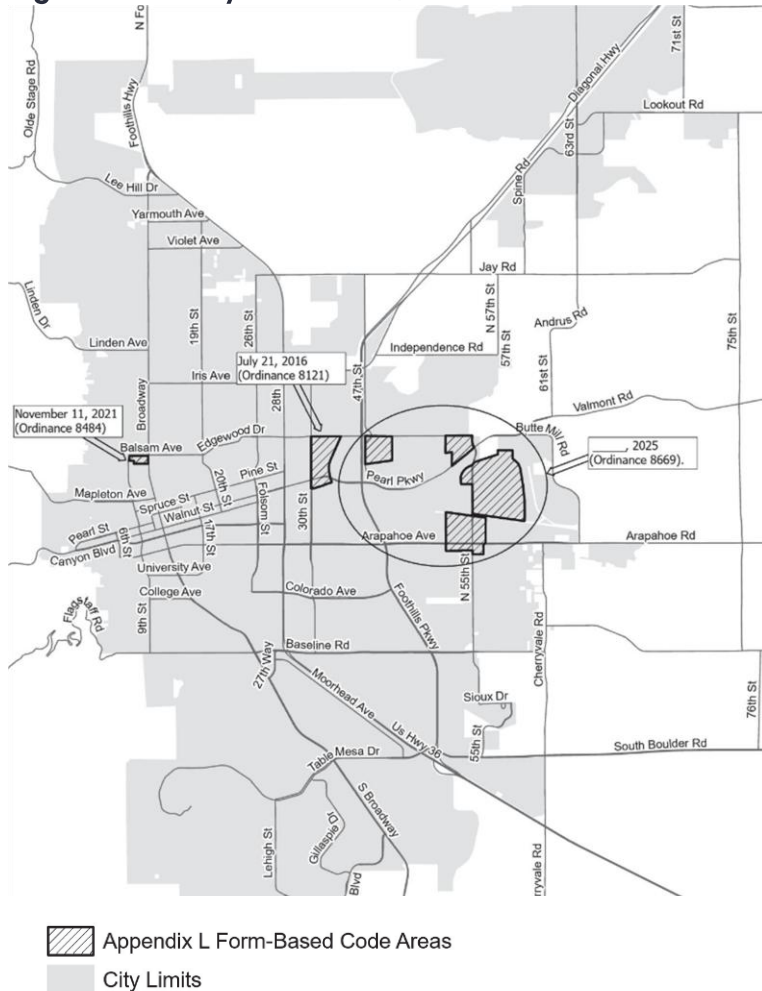 N Fo
71st St
Olde Stage Rd
Foothills Hwy
Diagonal Hwy
Lookout Rd
63rd St
Lee Hill Dr
Spine Rd
Yarmouth Ave
Violet Ave
Jay Rd
Linden Dr
19th St
26th St
N 57th St
57th St
Andrus Rd
75th St
Linden Ave
Independence Rd
61st St
July 21, 2016
(Ordinance 8121)
Iris Ave
28th
47th St
Broadway
Valmont Rd
November 11, 2021
(Ordinance 8484)
Edgewood Dr
Butte Mill Rd
Balsam Ave
____, 2025
(Ordinance 8669).
Pine St
Pearl Pkwy
Mapleton Ave
20th St
Spruce St
Walnut St
Folsom St
30th St
Pearl St
6th St
17th St
Arapahoe Ave
Arapahoe Rd
Canyon Blvd
University Ave
N 55th St
College Ave
Colorado Ave
Flagstaff Rd
9th St
Foothills Pkwy
Baseline Rd
Cherryvale Rd
27th Way
Moorhead Ave
Sioux Dr
76th St
Us Hwy 36
55th St
South Boulder Rd
Table Mesa Dr
S Broadway
Gillaspie Dr
Lehigh St
Blvd
rryvale Rd
Appendix L Form-Based Code Areas
City Limits